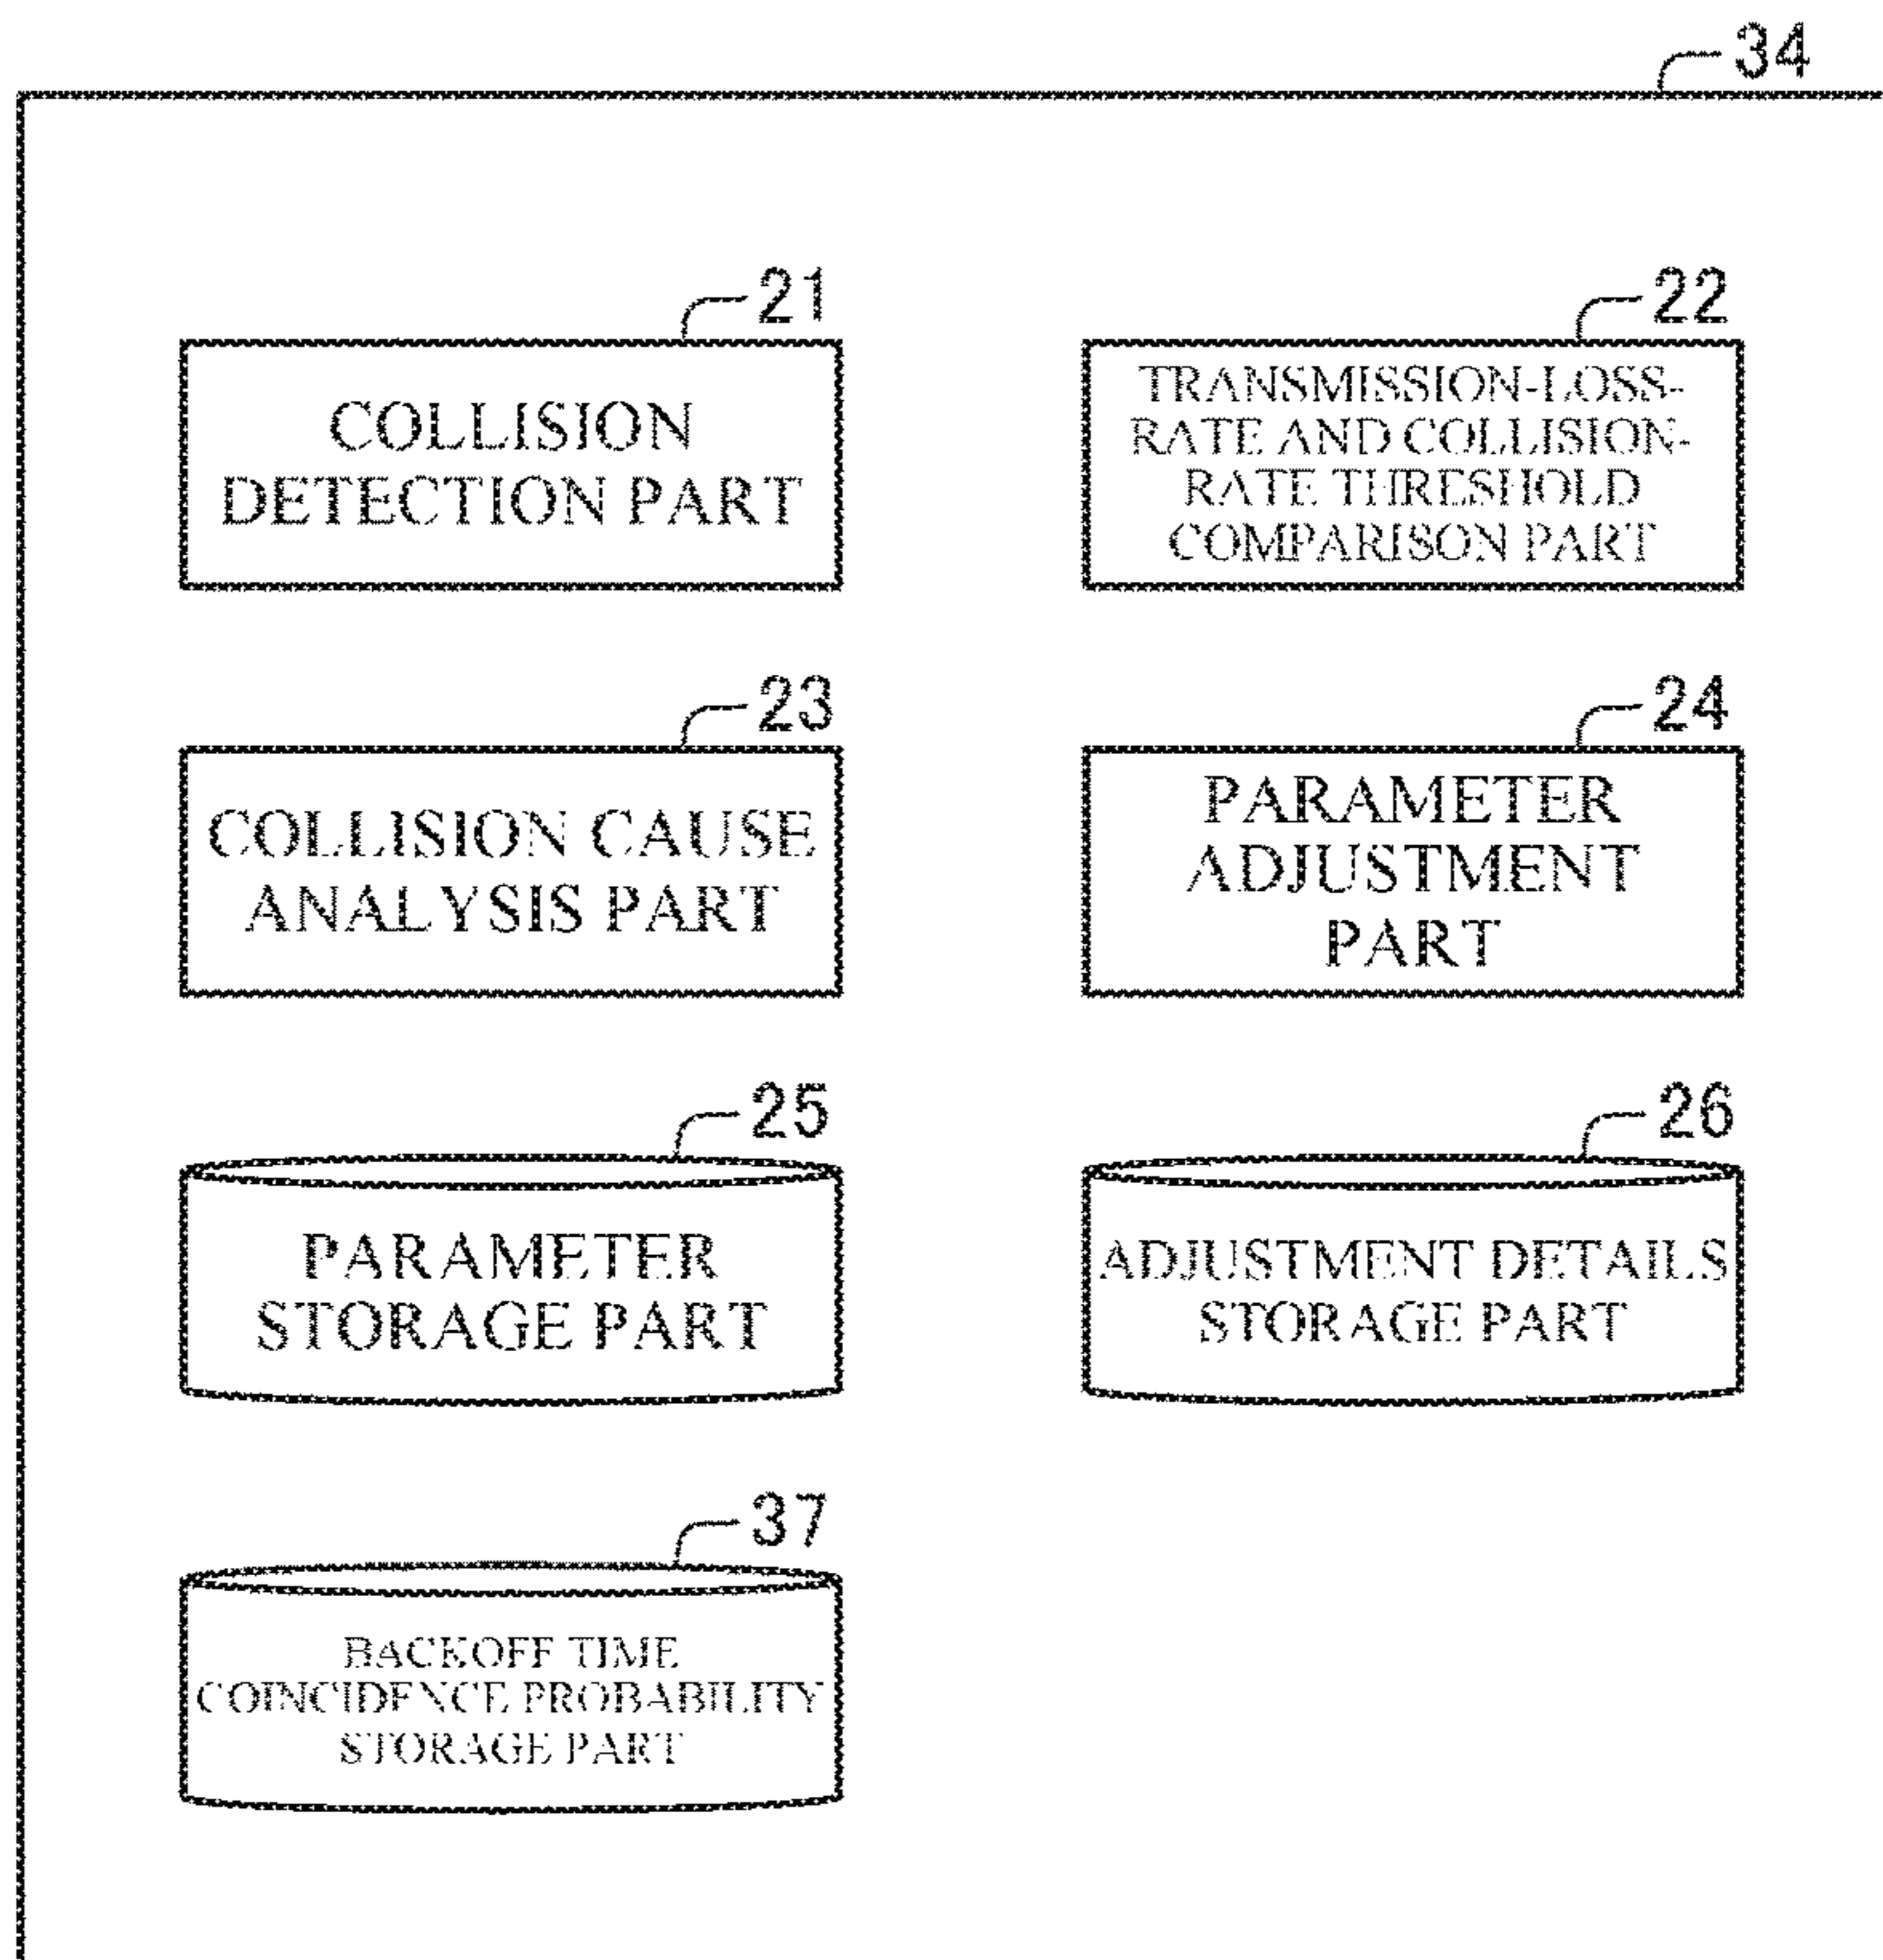 34
21
COLLISION
DETECTION PART
22
TRANSMISSION-LOSS-
RATE AND COLLISION-
RATE THRESHOLD
COMPARISON PART
23
COLLISION CAUSE
ANALYSIS PART
24
PARAMETER
ADJUSTMENT
PART
25
PARAMETER
STORAGE PART
26
ADJUSTMENT DETAILS
STORAGE PART
37
BACKOFF TIME
COINCIDENCE PROBABILITY
STORAGE PART